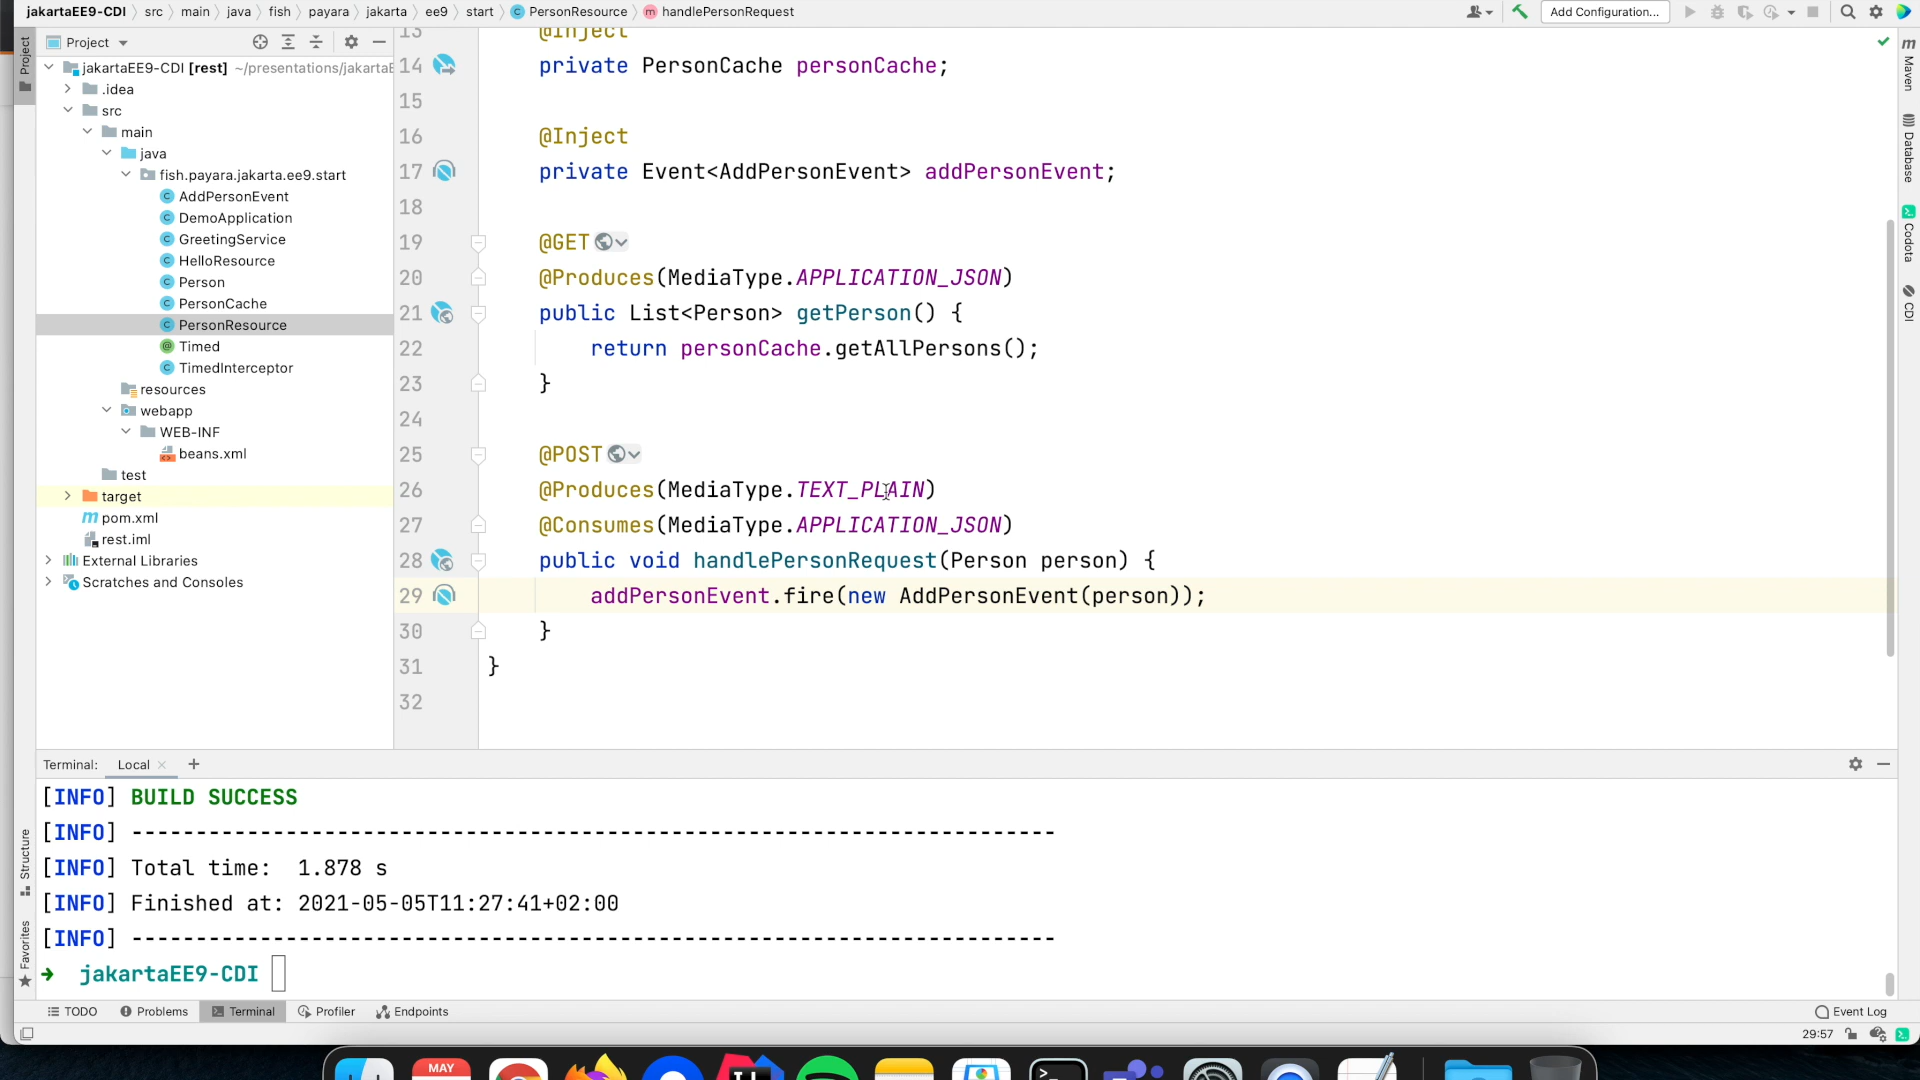 jakartaEE9-CDI src main java fish payara jakarta ee9 start PersonResource handlePersonRequest
Add Configuration...
Project
Project
jakartaEE9-CDI [rest] ~/presentations/jakartaE
.idea
src
main
java
fish.payara.jakarta.ee9.start
AddPersonEvent
DemoApplication
GreetingService
HelloResource
Person
PersonCache
PersonResource
Timed
TimedInterceptor
resources
webapp
WEB-INF
beans.xml
test
target
pom.xml
rest.iml
External Libraries
Scratches and Consoles
13 @Inject
14 private PersonCache personCache;
15
16 @Inject
17 private Event<AddPersonEvent> addPersonEvent;
18
19 @GET
20 @Produces(MediaType.APPLICATION_JSON)
21 public List<Person> getPerson() {
22 return personCache.getAllPersons();
23 }
24
25 @POST
26 @Produces(MediaType.TEXT_PLAIN)
27 @Consumes(MediaType.APPLICATION_JSON)
28 public void handlePersonRequest(Person person) {
29 addPersonEvent.fire(new AddPersonEvent(person));
30 }
31 }
32
Maven
Database
Codota
CDI
Structure
Favorites
Terminal: Local
[INFO] BUILD SUCCESS
[INFO] ------------------------------------------------------------------------
[INFO] Total time:  1.878 s
[INFO] Finished at: 2021-05-05T11:27:41+02:00
[INFO] ------------------------------------------------------------------------
jakartaEE9-CDI
TODO Problems Terminal Profiler Endpoints
Event Log
29:57
MAY